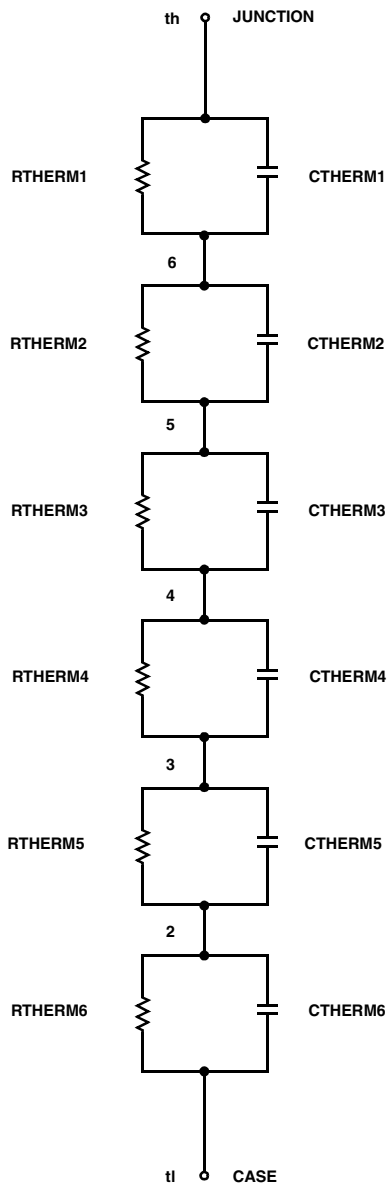 th JUNCTION
RTHERM1 CTHERM1
6
RTHERM2 CTHERM2
5
RTHERM3 CTHERM3
4
RTHERM4 CTHERM4
3
RTHERM5 CTHERM5
2
RTHERM6 CTHERM6
tl CASE